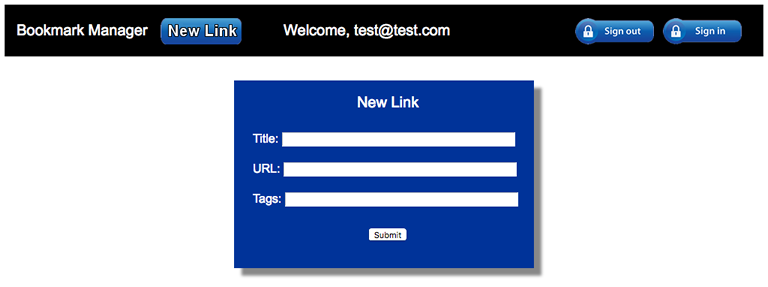 Bookmark Manager New Link Welcome, test@test.com Sign out Sign in
New Link
Title:
URL:
Tags:
Submit